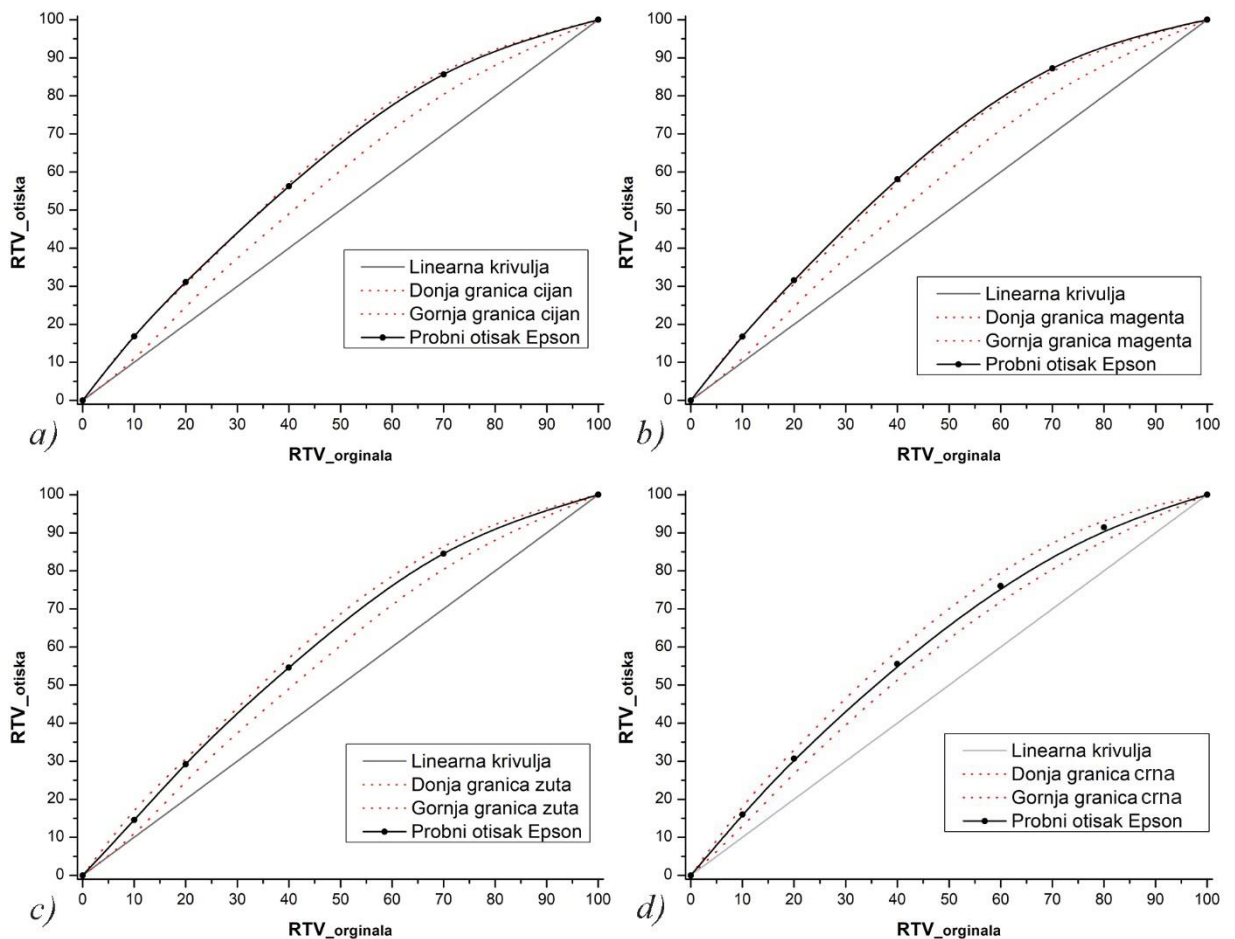 100
90
80
70
60
50
40
30
20
10
0
RTV_otiska
Linearna krivulja
Donja granica cijan
Gornja granica cijan
Probni otisak Epson
0 10 20 30 40 50 60 70 80 90 100
RTV_orginala
a)
100
90
80
70
60
50
40
30
20
10
0
RTV_otiska
Linearna krivulja
Donja granica magenta
Gornja granica magenta
Probni otisak Epson
0 10 20 30 40 50 60 70 80 90 100
RTV_orginala
b)
100
90
80
70
60
50
40
30
20
10
0
RTV_otiska
Linearna krivulja
Donja granica zuta
Gornja granica zuta
Probni otisak Epson
0 10 20 30 40 50 60 70 80 90 100
RTV_orginala
c)
100
90
80
70
60
50
40
30
20
10
0
RTV_otiska
Linearna krivulja
Donja granica crna
Gornja granica crna
Probni otisak Epson
0 10 20 30 40 50 60 70 80 90 100
RTV_orginala
d)